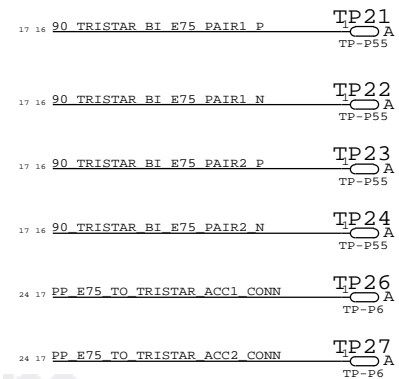 TP21
17 16 90_TRISTAR_BI_E75_PAIR1_P 1 A
TP-P55
TP22
17 16 90_TRISTAR_BI_E75_PAIR1_N 1 A
TP-P55
TP23
17 16 90_TRISTAR_BI_E75_PAIR2_P 1 A
TP-P55
TP24
17 16 90_TRISTAR_BI_E75_PAIR2_N 1 A
TP-P55
TP26
24 17 PP_E75_TO_TRISTAR_ACC1_CONN 1 A
TP-P6
TP27
24 17 PP_E75_TO_TRISTAR_ACC2_CONN 1 A
TP-P6